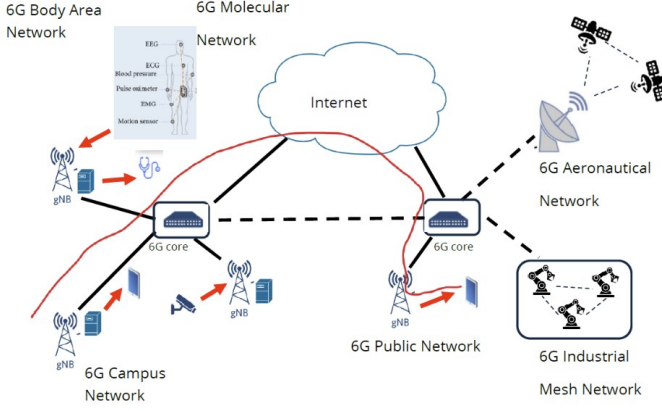 6G Body Area
Network
6G Molecular
Network
EEG
ECG
Blood pressure
Pulse oximeter
EMG
Motion sensor
Internet
gNB
6G core
6G core
6G Aeronautical
Network
gNB
gNB
gNB
6G Public Network
6G Campus
Network
6G Industrial
Mesh Network